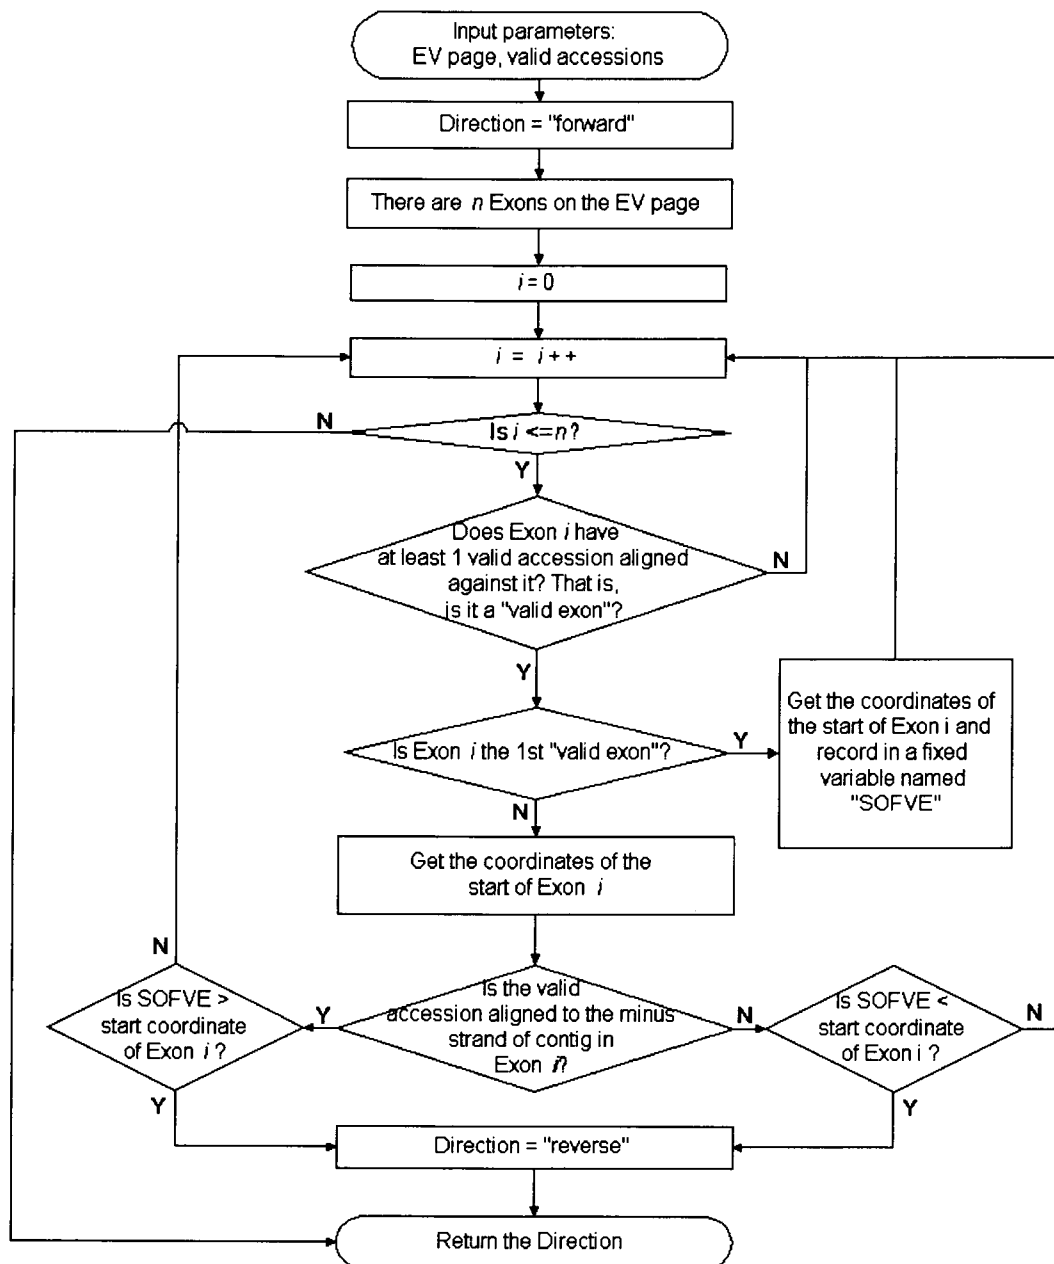 Input parameters:
EV page, valid accessions
Direction = "forward"
There are n Exons on the EV page
i = 0
i = i++
N
Is i <=n?
Y
Does Exon i have
at least 1 valid accession aligned
against it? That is,
is it a "valid exon"?
N
Y
Get the coordinates of
the start of Exon i and
record in a fixed
variable named
"SOFVE"
Is Exon i the 1st "valid exon"?
Y
N
Get the coordinates of the
start of Exon i
N
Is SOFVE >
start coordinate
of Exon i ?
Y
Is the valid
accession aligned to the minus
strand of contig in
Exon i?
N
Is SOFVE <
start coordinate
of Exon i ?
N
Y
Y
Direction = "reverse"
Return the Direction